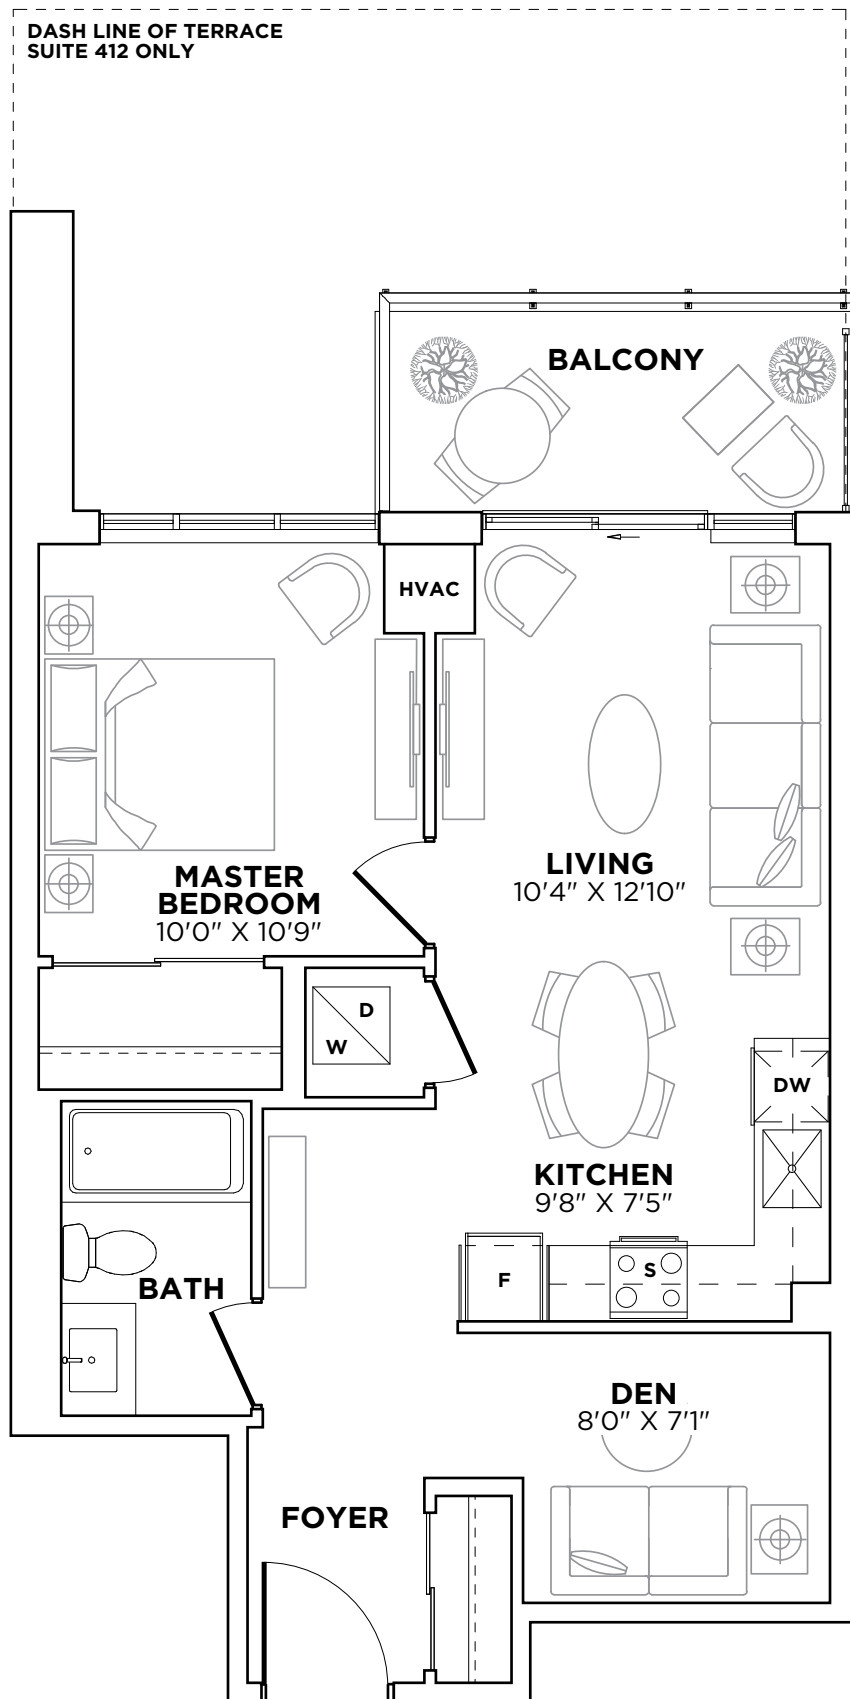 DASH LINE OF TERRACE
SUITE 412 ONLY
BALCONY
HVAC
MASTER
BEDROOM
10'0" X 10'9"
LIVING
10'4" X 12'10"
D
W
DW
KITCHEN
9'8" X 7'5"
F
S
BATH
DEN
8'0" X 7'1"
FOYER